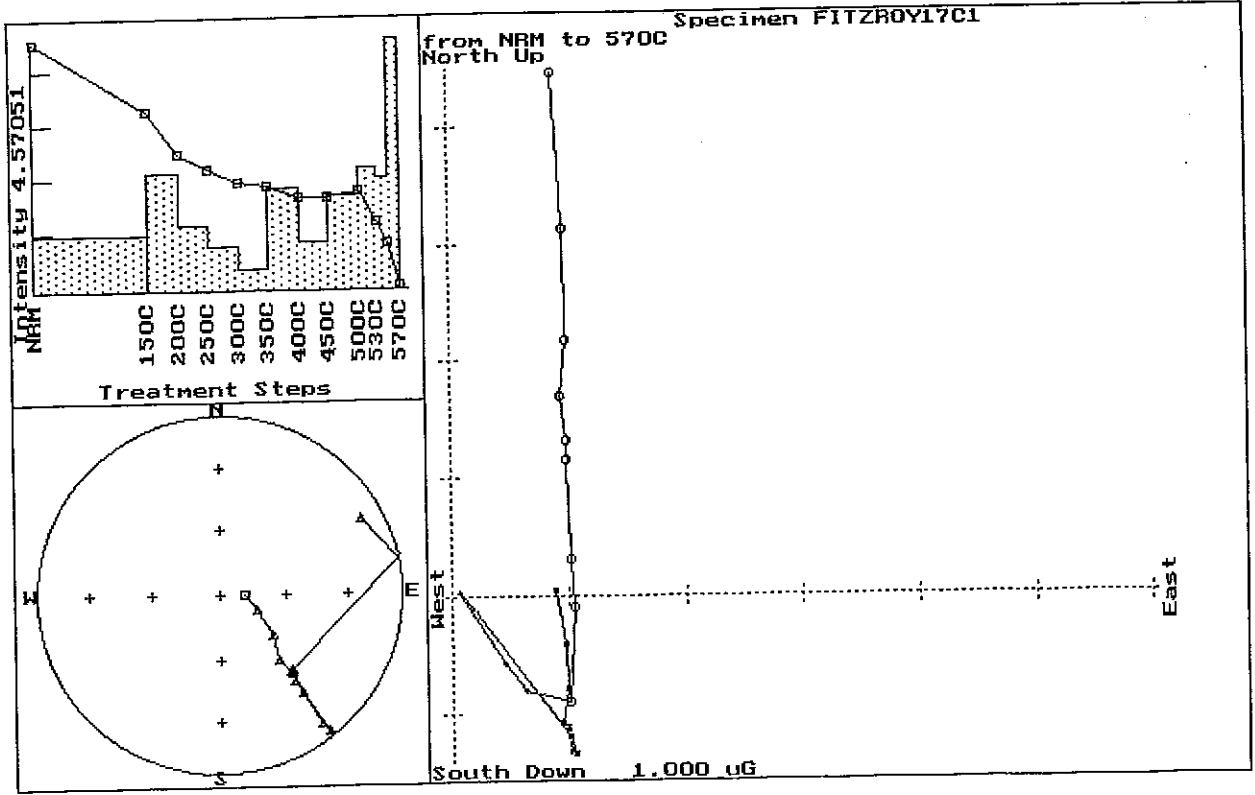 Specimen FITZROY17C1
from NRM to 570C
North Up
Intensity 4.57051
NRM
150C
200C
250C
300C
350C
400C
450C
500C
530C
570C
Treatment Steps
N
W
E
S
West
East
South Down 1.000 uG